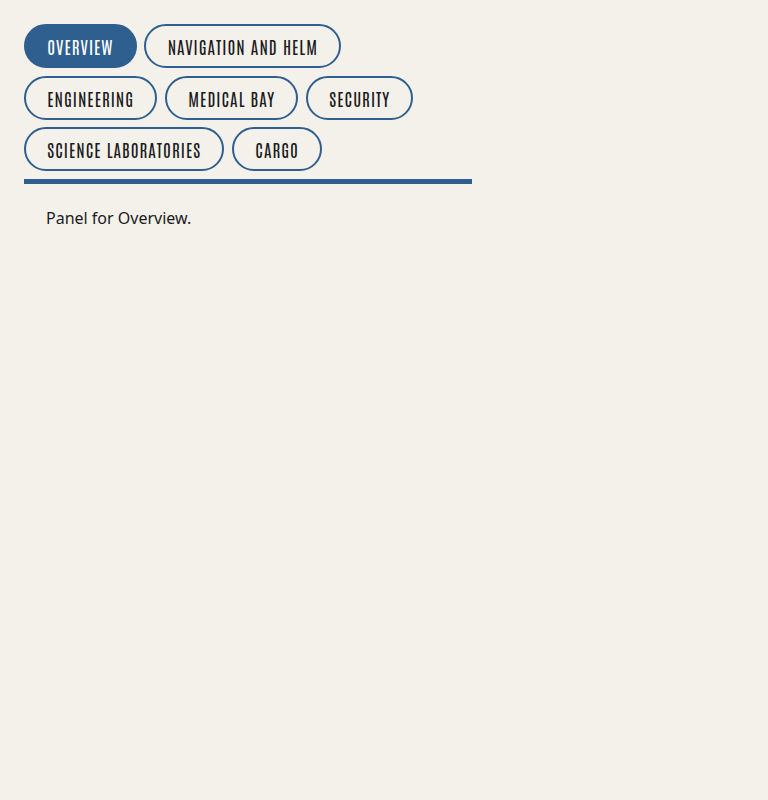 OVERVIEW NAVIGATION AND HELM
ENGINEERING MEDICAL BAY SECURITY
SCIENCE LABORATORIES CARGO
Panel for Overview.